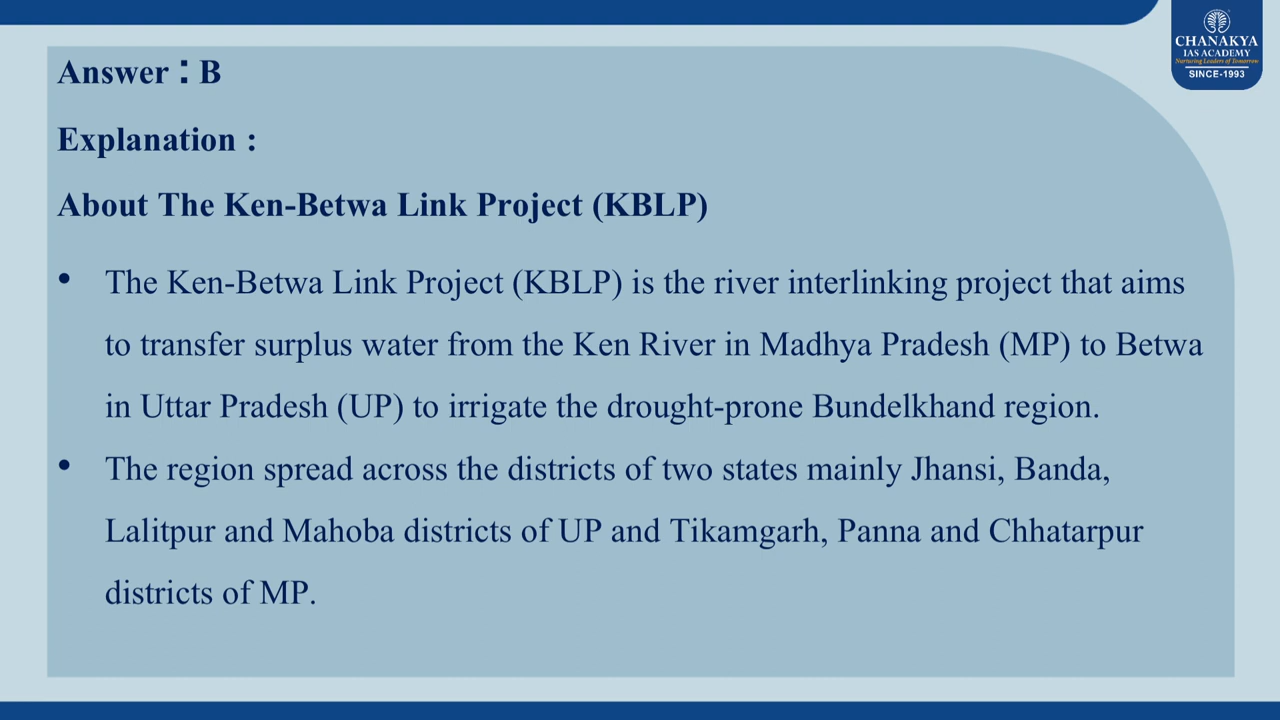 CHANAKYA
IAS ACADEMY
Nurturing Leaders of Tomorrow
SINCE-1993
Answer : B
Explanation :
About The Ken-Betwa Link Project (KBLP)
• The Ken-Betwa Link Project (KBLP) is the river interlinking project that aims
to transfer surplus water from the Ken River in Madhya Pradesh (MP) to Betwa
in Uttar Pradesh (UP) to irrigate the drought-prone Bundelkhand region.
• The region spread across the districts of two states mainly Jhansi, Banda,
Lalitpur and Mahoba districts of UP and Tikamgarh, Panna and Chhatarpur
districts of MP.